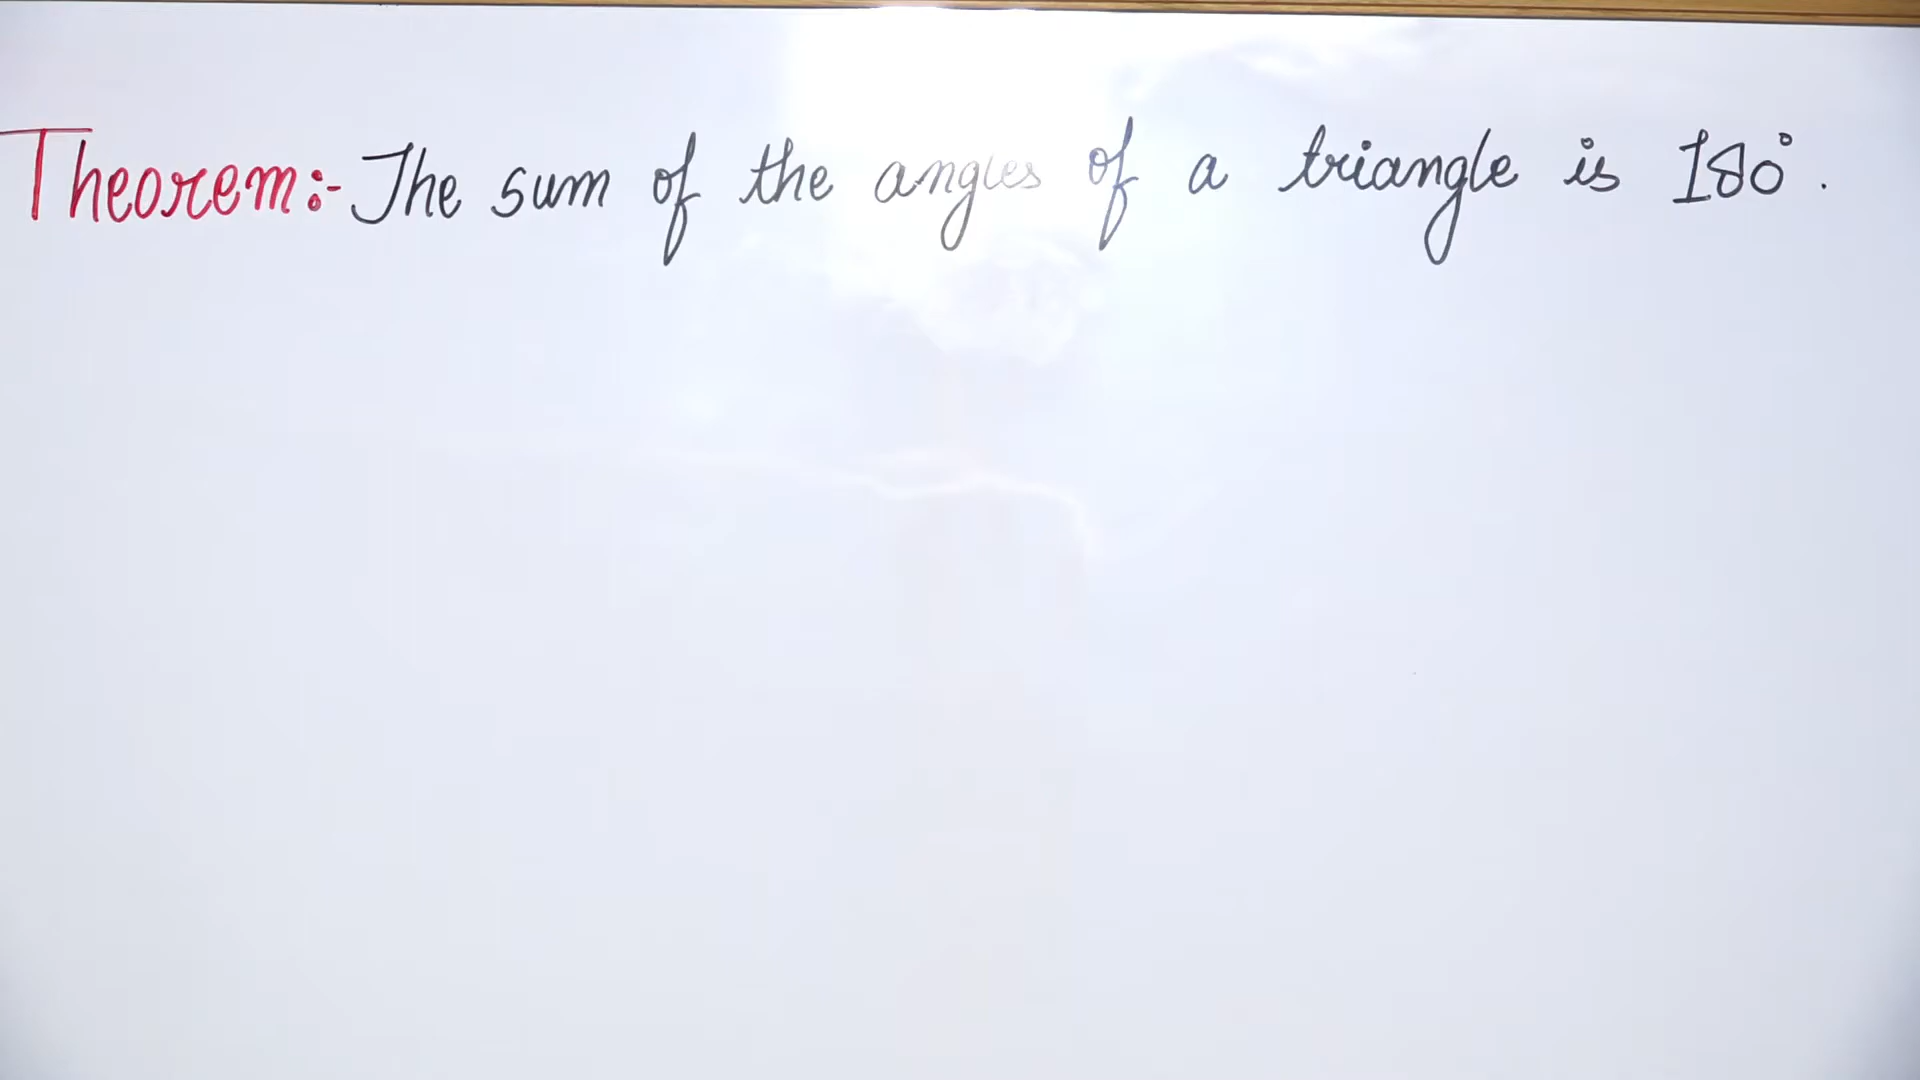 Theorem:- The sum of the angles of a triangle is 180°.